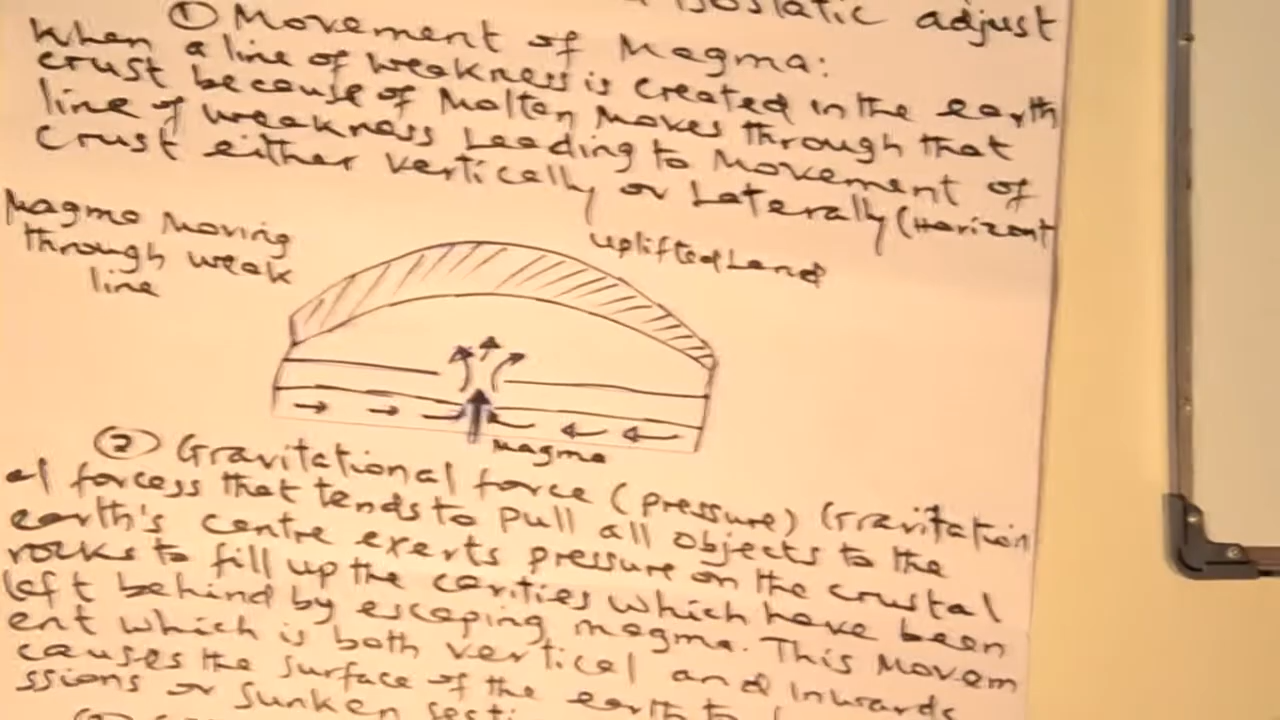 isostatic adjust
① Movement of Magma:
When a line of weakness is created in the earth
crust because of Molten Moves through that
line of weakness Leading to Movement of
Crust either vertically or Laterally (Horizont
Magma Moving
through weak
line
uplifted Land
Magma
② Gravitational force (pressure) (Gravitation
al forcess that tends to pull all objects to the
earth's centre exerts pressure on the crustal
rocks to fill up the cavities which have been
left behind by escaping magma. This Movem
ent which is both vertical and inwards
causes the surface of the earth to
ssions or sunken